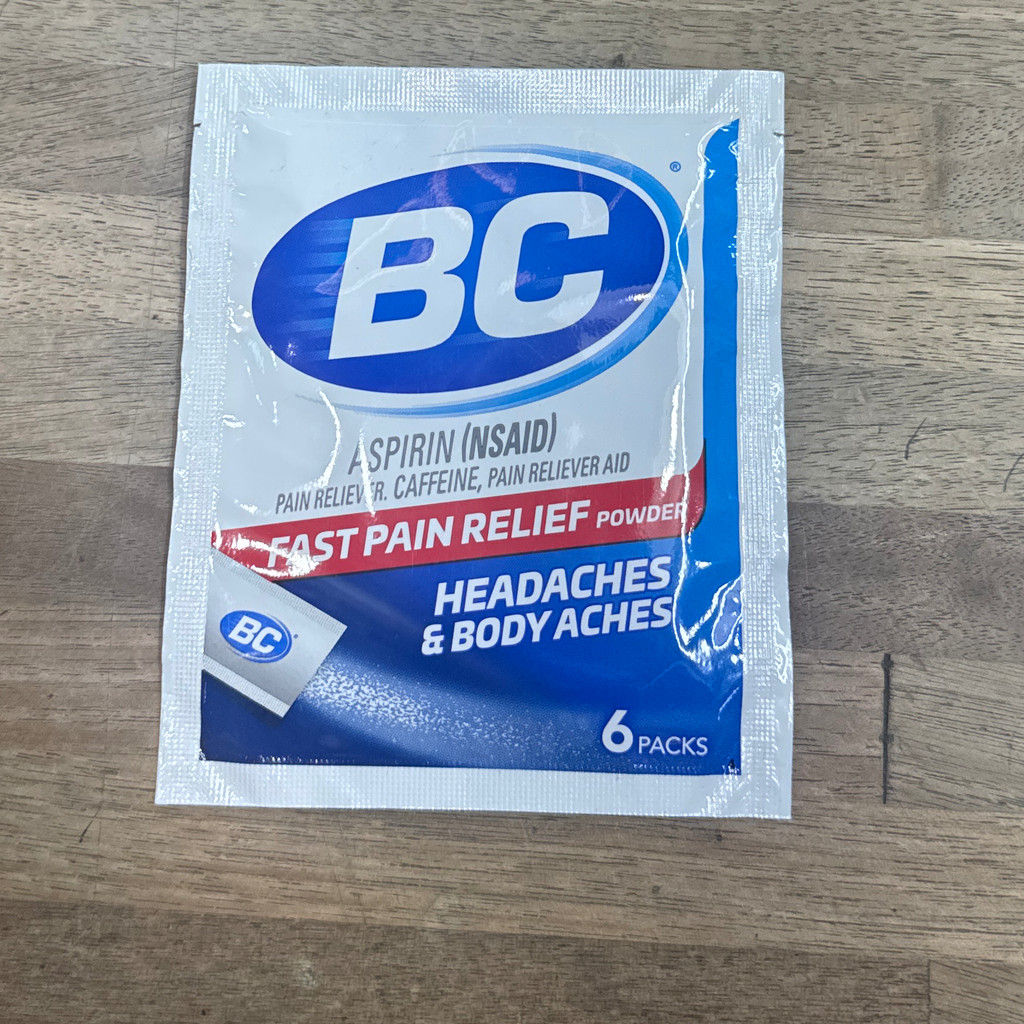 BC®
ASPIRIN (NSAID)
PAIN RELIEVER. CAFFEINE, PAIN RELIEVER AID
FAST PAIN RELIEF POWDER
HEADACHES
& BODY ACHES
BC
6 PACKS